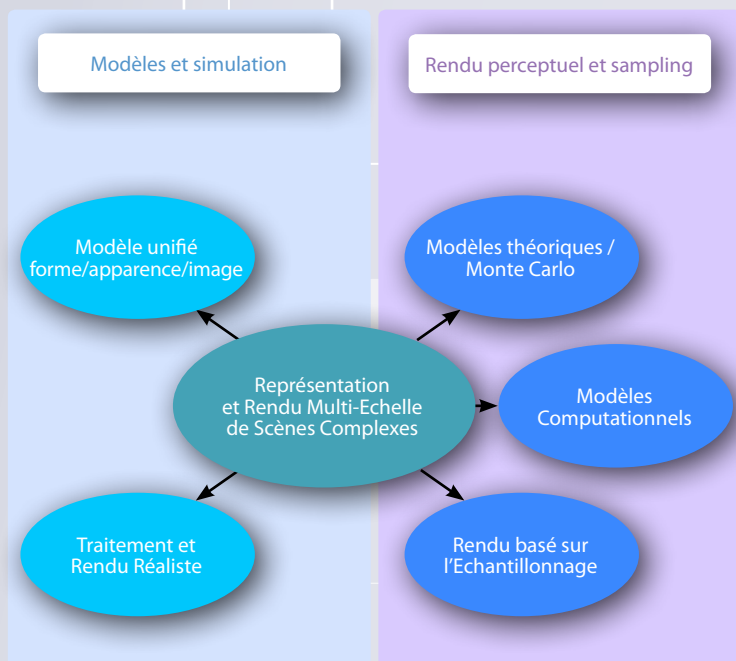 Modèles et simulation
Rendu perceptuel et sampling
Modèle unifié
forme/apparence/image
Modèles théoriques /
Monte Carlo
Représentation
et Rendu Multi-Echelle
de Scènes Complexes
Modèles
Computationnels
Traitement et
Rendu Réaliste
Rendu basé sur
l'Echantillonnage